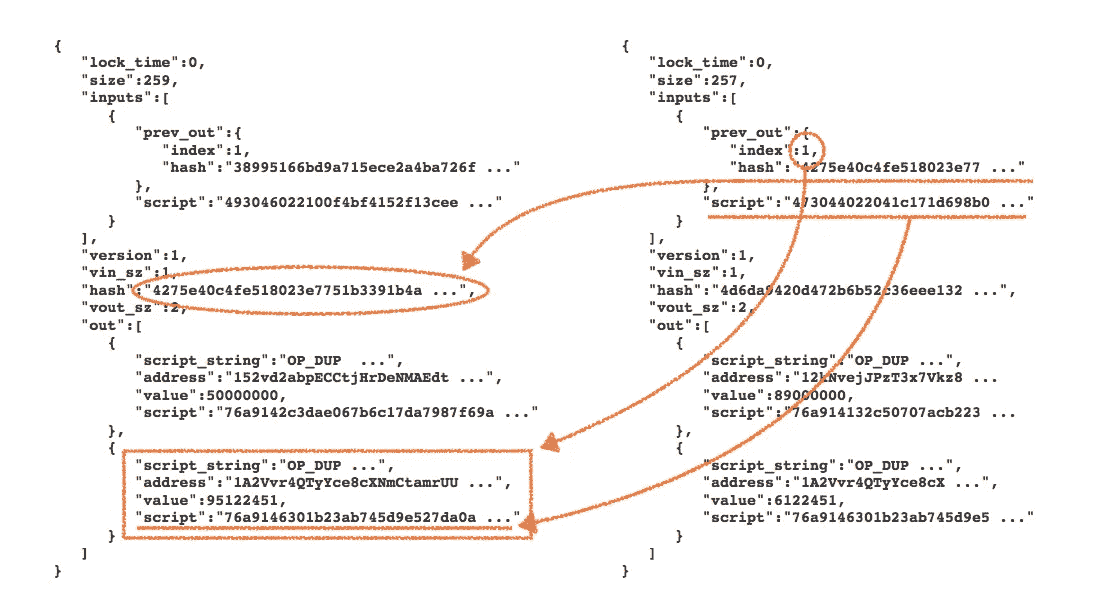 {
"lock_time":0,
"size":259,
"inputs":[
{
"prev_out":{
"index":1,
"hash":"38995166bd9a715ece2a4ba726f ..."
},
"script":"493046022100f4bf4152f13cee ..."
}
],
"version":1,
"vin_sz":1,
"hash":"4275e40c4fe518023e7751b3391b4a ...",
"vout_sz":2,
"out":[
{
"script_string":"OP_DUP ...",
"address":"152vd2abpECCtjHrDeNMAEdt ...",
"value":50000000,
"script":"76a9142c3dae067b6c17da7987f69a ..."
},
{
"script_string":"OP_DUP ...",
"address":"1A2Vvr4QTyYce8cXNmCtamrUU ...",
"value":95122451,
"script":"76a9146301b23ab745d9e527da0a ..."
}
]
}
{
"lock_time":0,
"size":257,
"inputs":[
{
"prev_out":{
"index":1,
"hash":"4275e40c4fe518023e77 ..."
},
"script":"473044022041c171d698b0 ..."
}
],
"version":1,
"vin_sz":1,
"hash":"4d6da9420d472b6b52c36eee132 ...",
"vout_sz":2,
"out":[
{
"script_string":"OP_DUP ...",
"address":"12kNvejJPzT3x7Vkz8 ...
"value":89000000,
"script":"76a914132c50707acb223 ...
},
{
"script_string":"OP_DUP ...",
"address":"1A2Vvr4QTyYce8cX ...",
"value":6122451,
"script":"76a9146301b23ab745d9e5 ..."
}
]
}